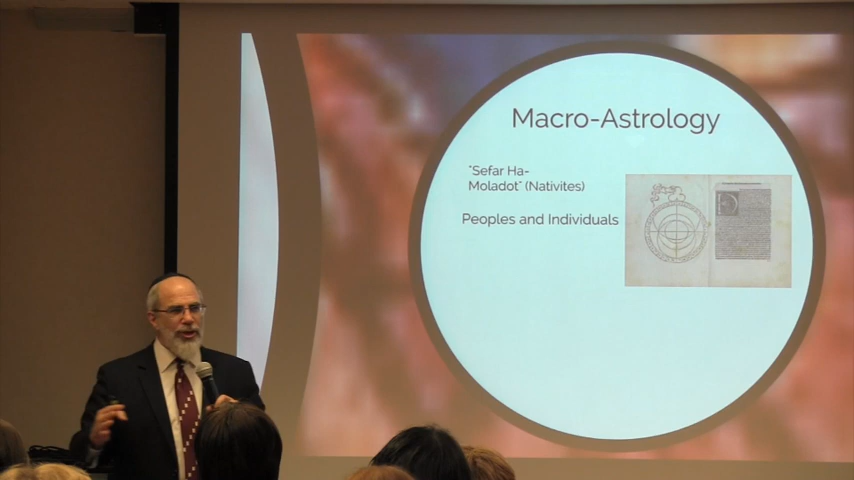 Macro-Astrology
"Sefar Ha-
Moladot" (Nativites)
Peoples and Individuals